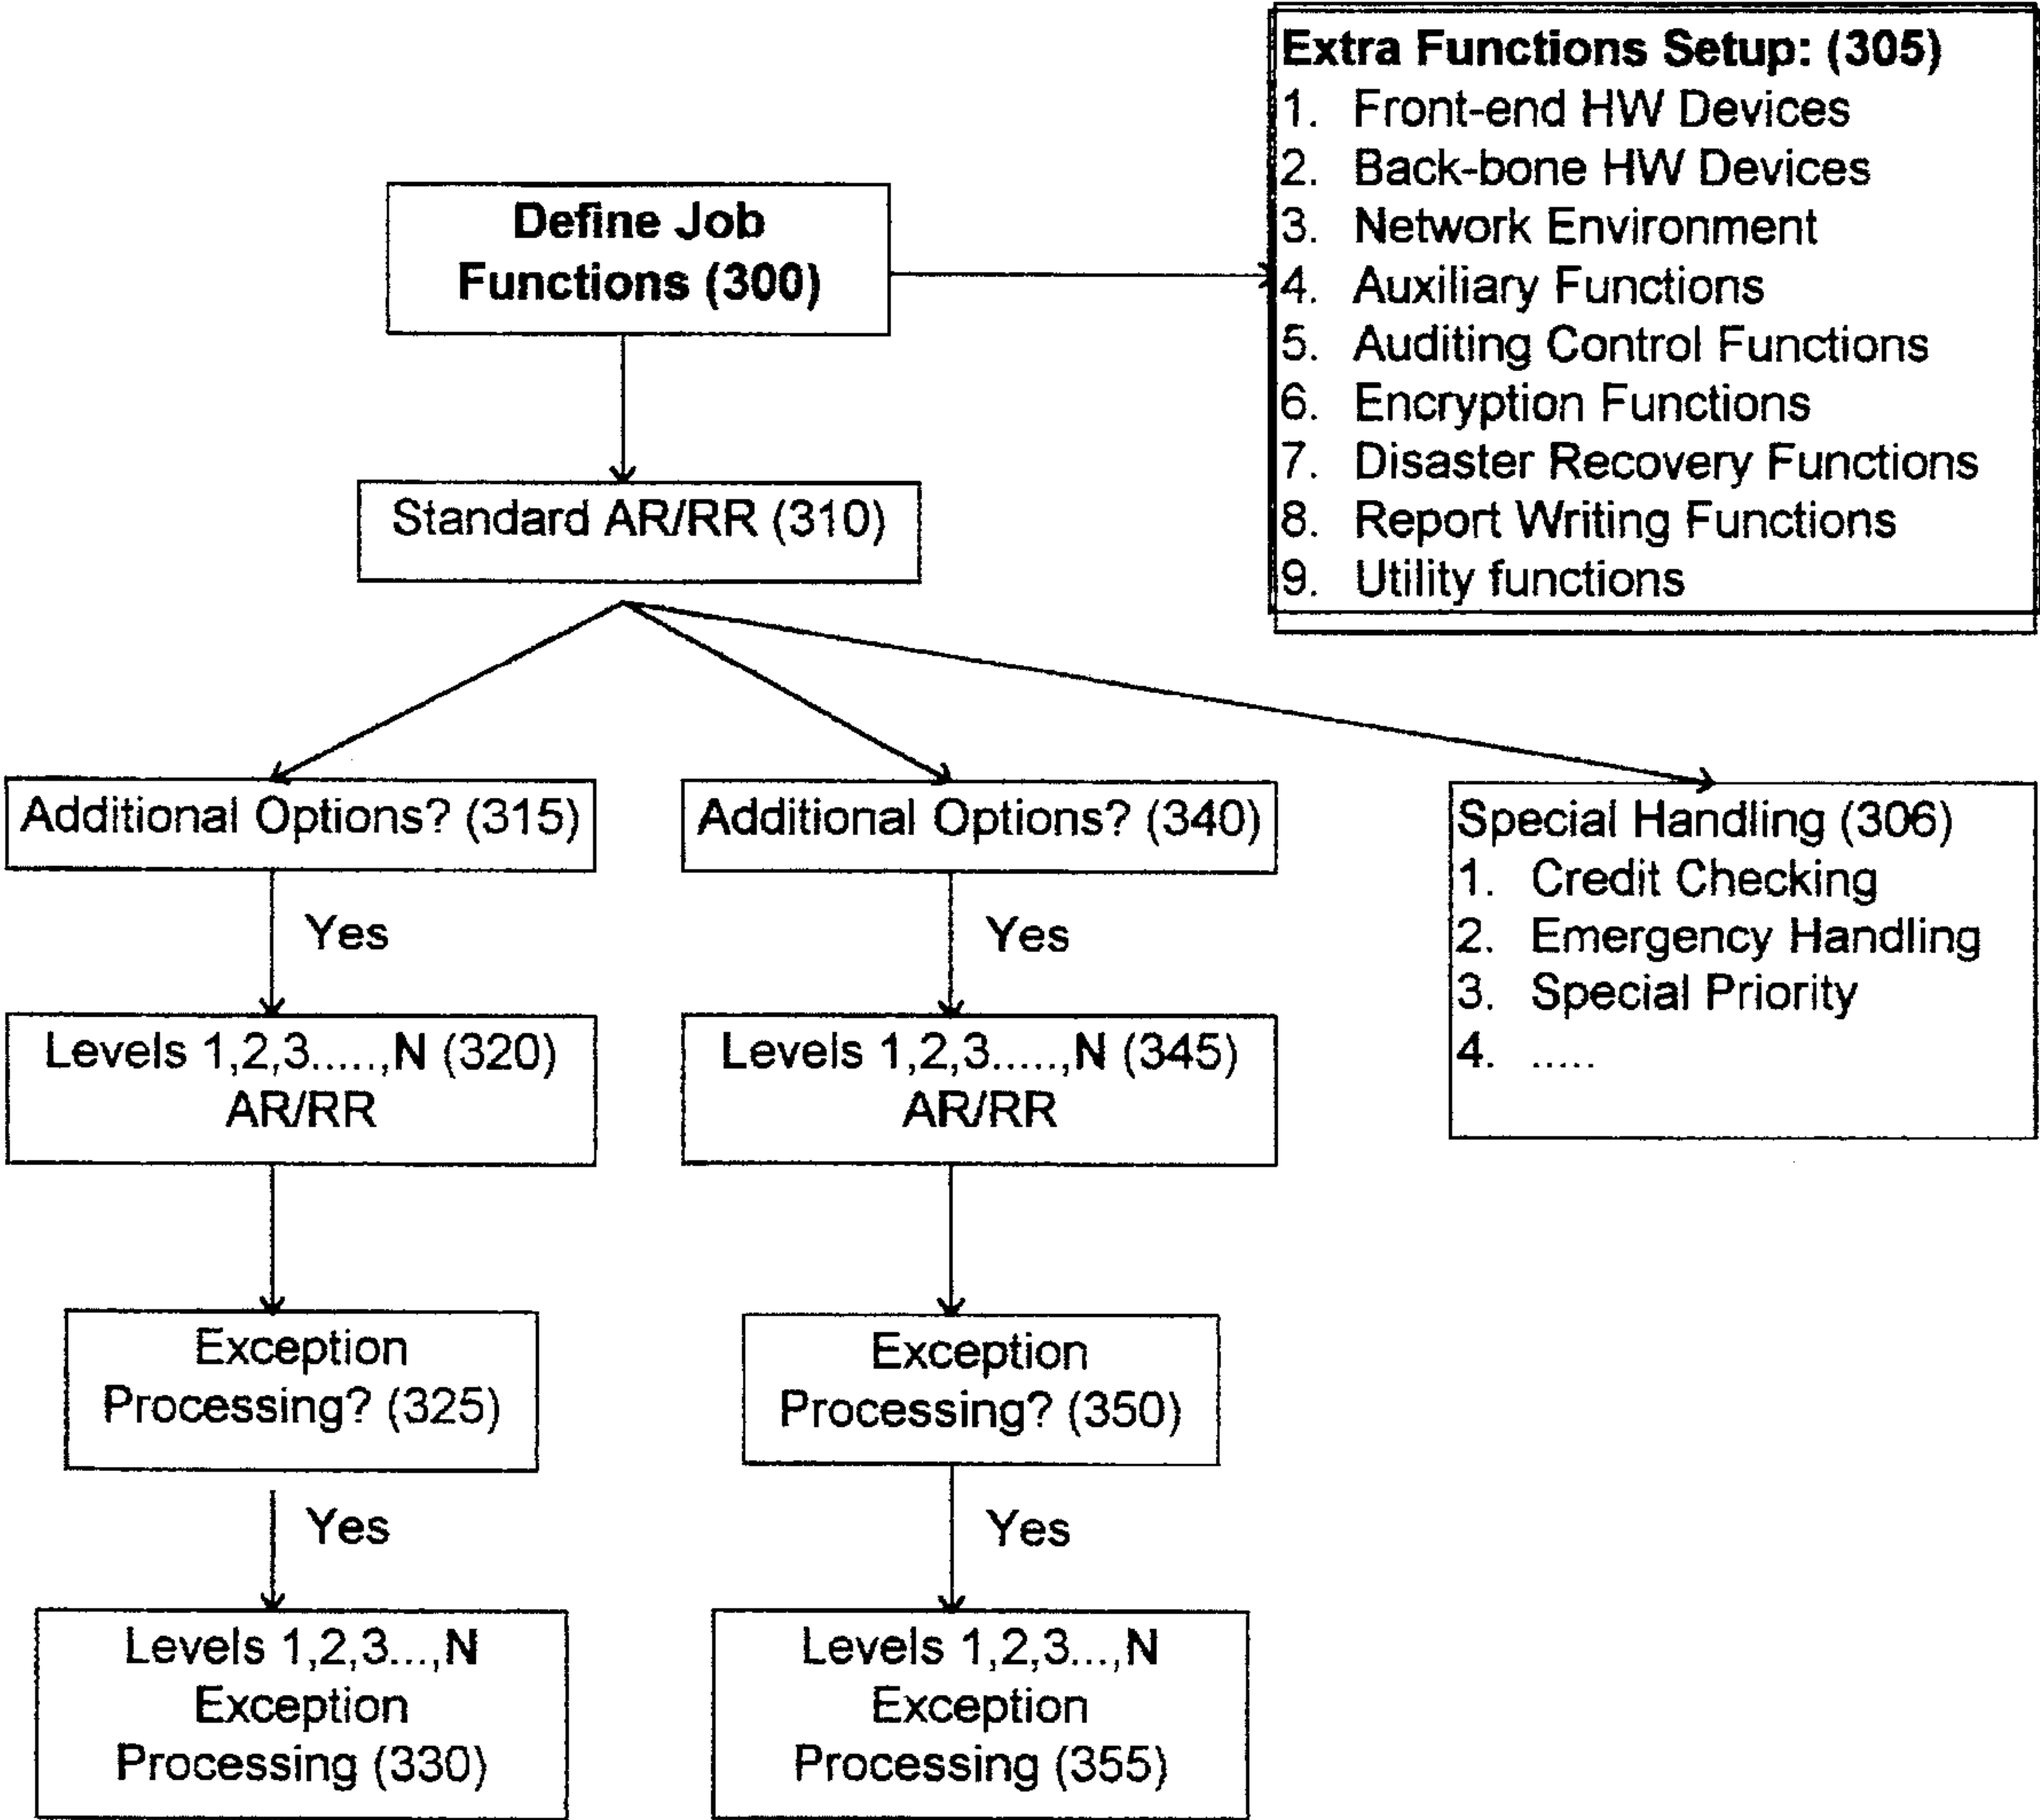 Extra Functions Setup: (305)
1. Front-end HW Devices
2. Back-bone HW Devices
3. Network Environment
4. Auxiliary Functions
5. Auditing Control Functions
6. Encryption Functions
7. Disaster Recovery Functions
8. Report Writing Functions
9. Utility functions
Define Job
Functions (300)
Standard AR/RR (310)
Additional Options? (315)
Additional Options? (340)
Special Handling (306)
1. Credit Checking
2. Emergency Handling
3. Special Priority
4. .....
Yes
Yes
Levels 1,2,3.....,N (320)
AR/RR
Levels 1,2,3.....,N (345)
AR/RR
Exception
Processing? (325)
Exception
Processing? (350)
Yes
Yes
Levels 1,2,3...,N
Exception
Processing (330)
Levels 1,2,3...,N
Exception
Processing (355)